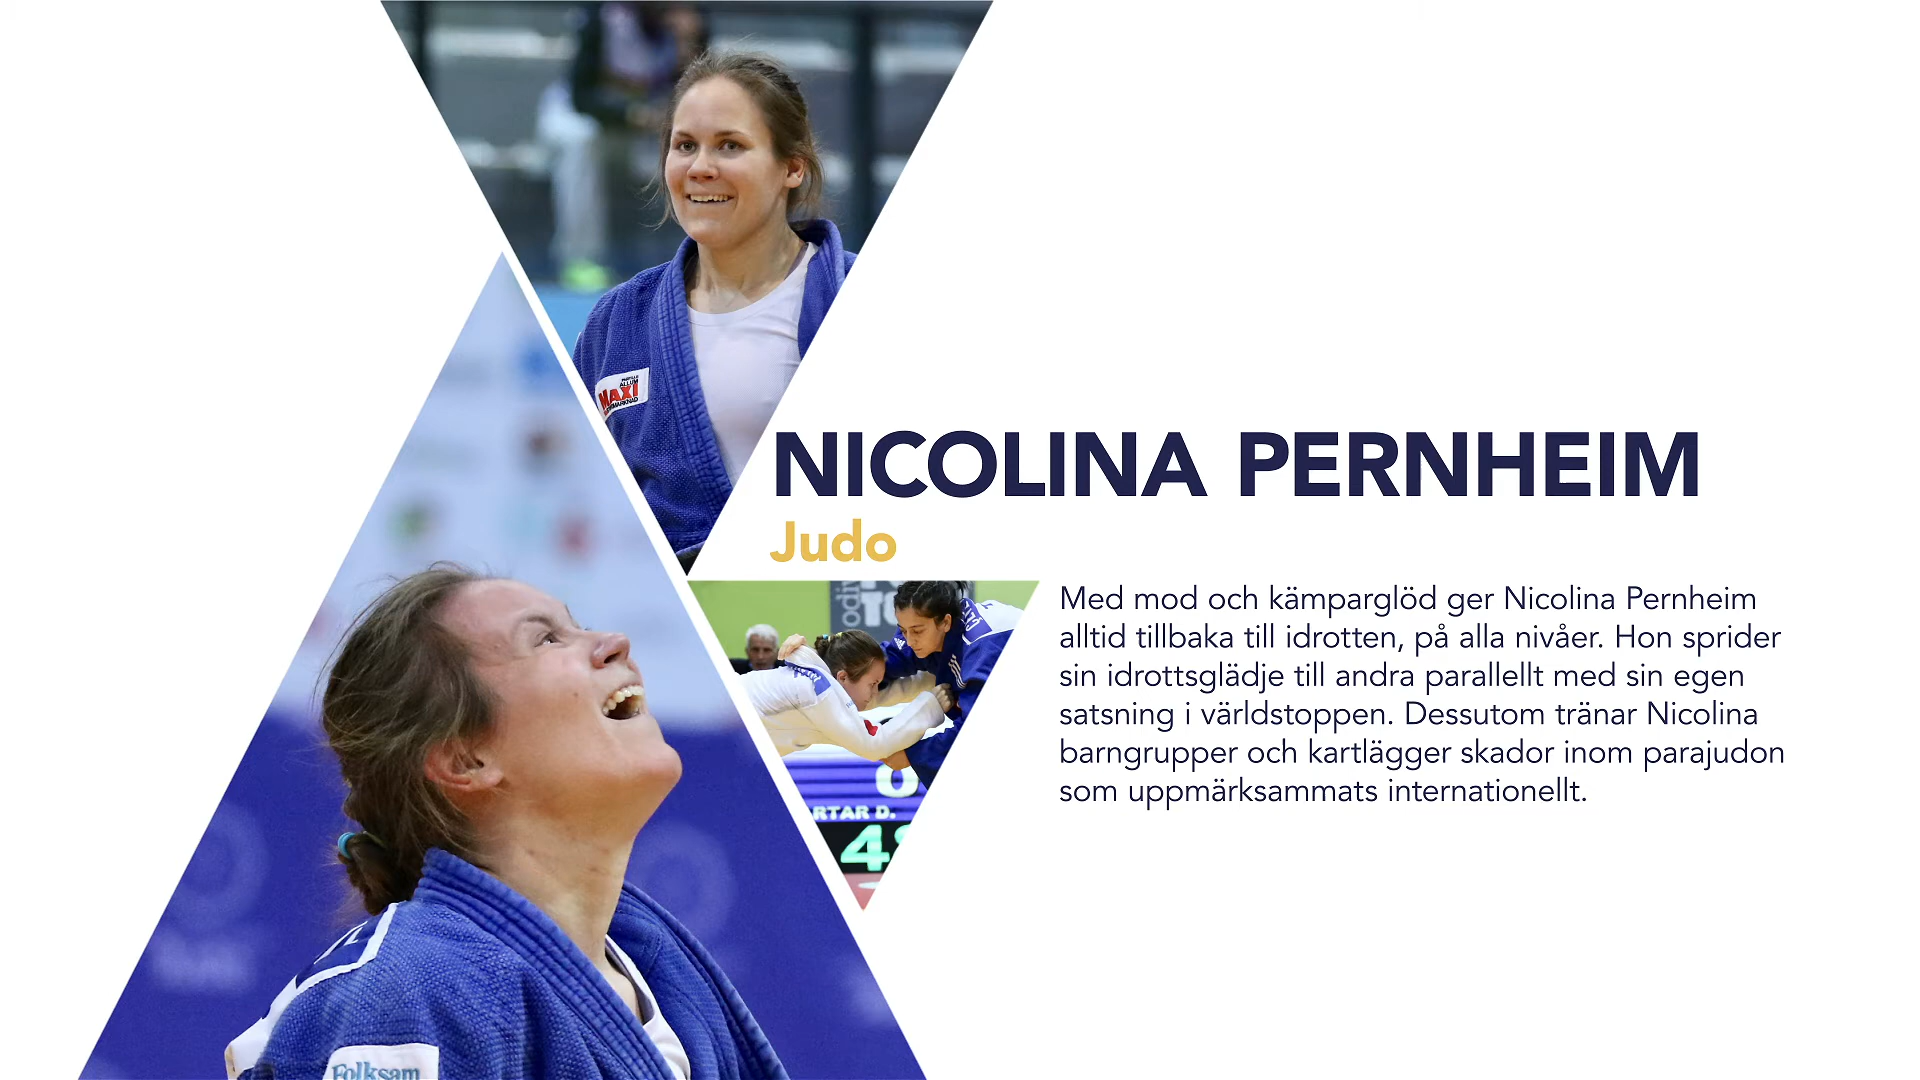 MAXI
NICOLINA PERNHEIM
Judo
Med mod och kämparglöd ger Nicolina Pernheim
alltid tillbaka till idrotten, på alla nivåer. Hon sprider
sin idrottsglädje till andra parallellt med sin egen
satsning i världstoppen. Dessutom tränar Nicolina
barngrupper och kartlägger skador inom parajudon
som uppmärksammats internationellt.
RTAR D.
Folksam